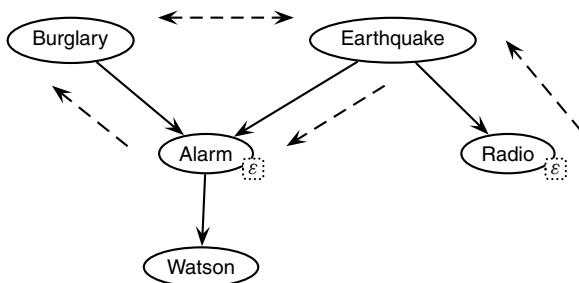 Burglary
Earthquake
Alarm
ε
Radio
ε
Watson